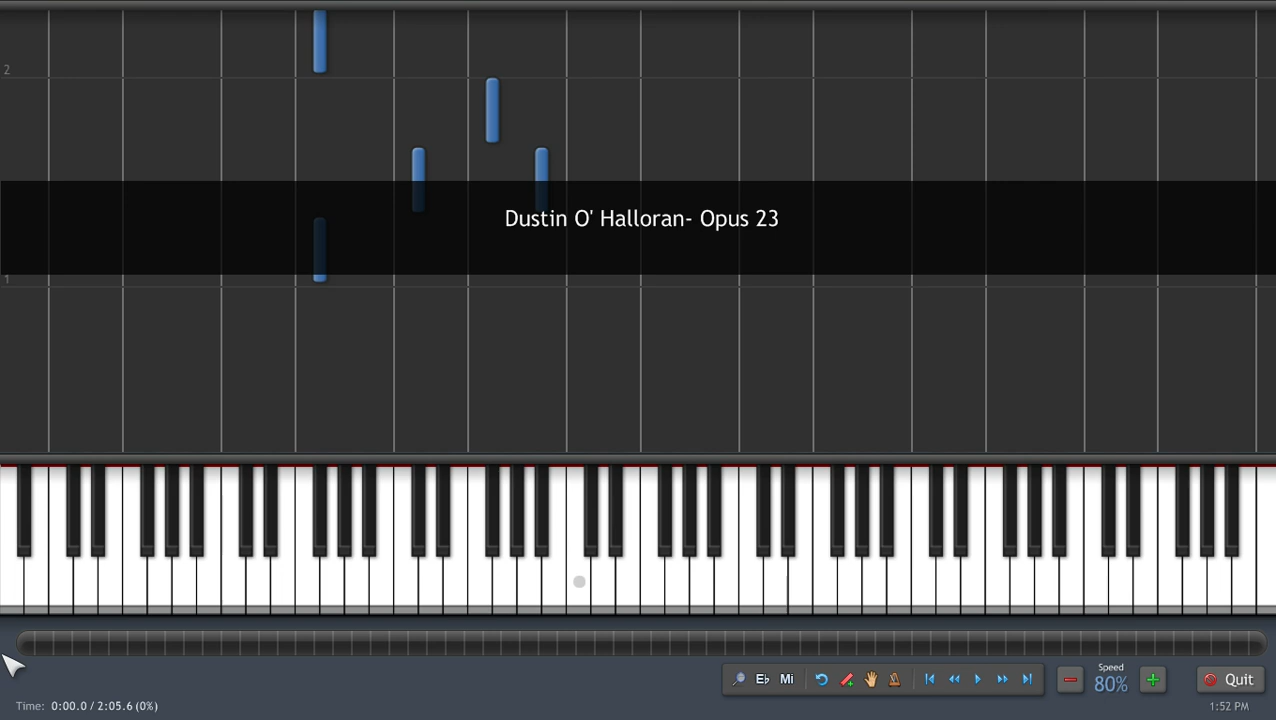 2
Dustin O' Halloran- Opus 23
1
Speed
E♭ Mi 80% Quit
Time: 0:00.0 / 2:05.6 (0%) 1:52 PM